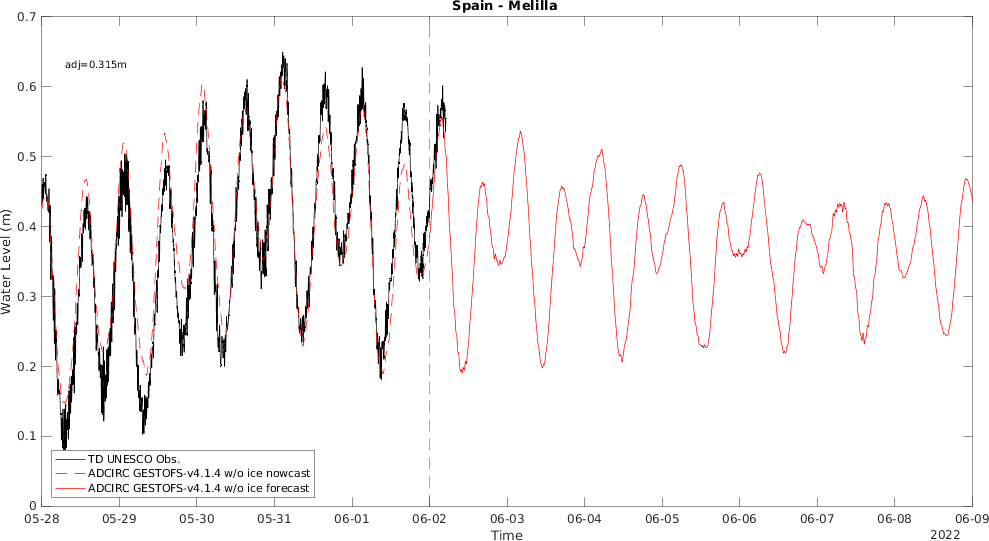 Spain - Melilla
0.7
adj=0.315m
0.6
0.5
0.4
Water Level (m)
0.3
0.2
0.1
TD UNESCO Obs.
ADCIRC GESTOFS-v4.1.4 w/o ice nowcast
ADCIRC GESTOFS-v4.1.4 w/o ice forecast
0
05-28 05-29 05-30 05-31 06-01 06-02 06-03 06-04 06-05 06-06 06-07 06-08 06-09
Time
2022